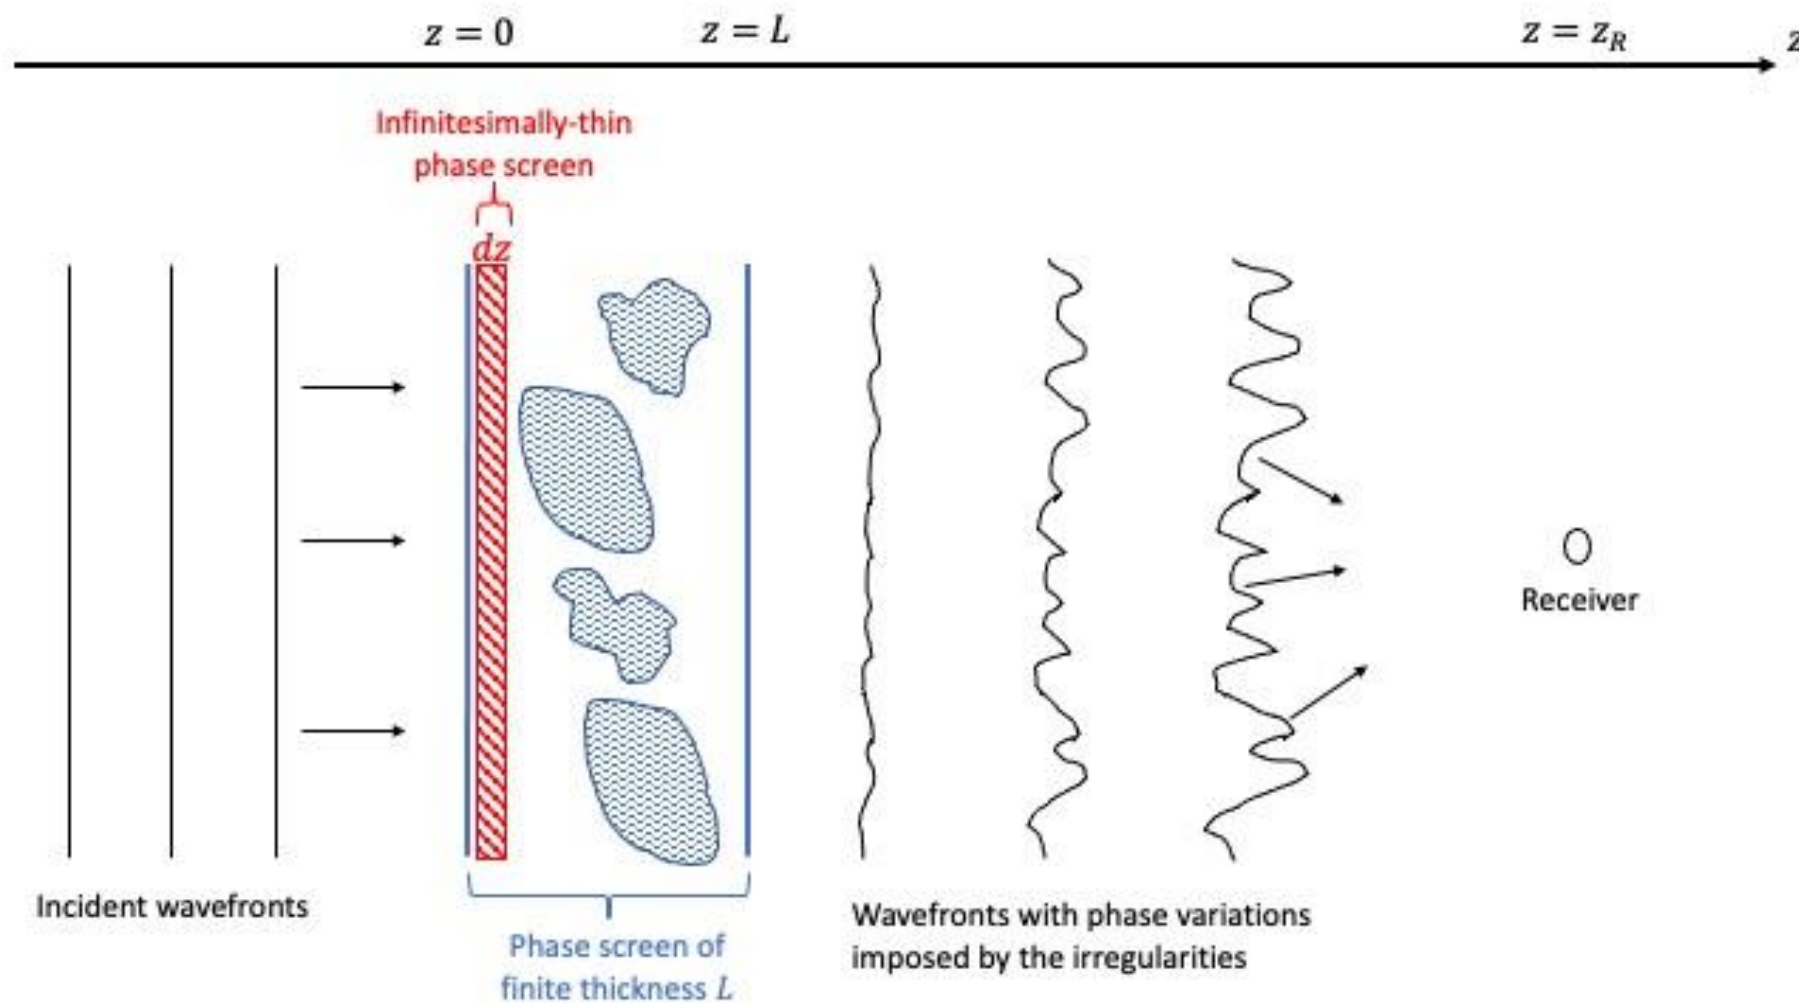 z = 0
z = L
z = z_R
z
Infinitesimally-thin
phase screen
dz
Incident wavefronts
Phase screen of
finite thickness L
Wavefronts with phase variations
imposed by the irregularities
Receiver